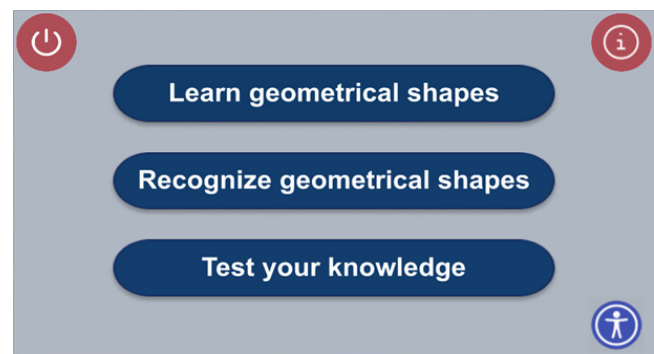 Learn geometrical shapes
Recognize geometrical shapes
Test your knowledge